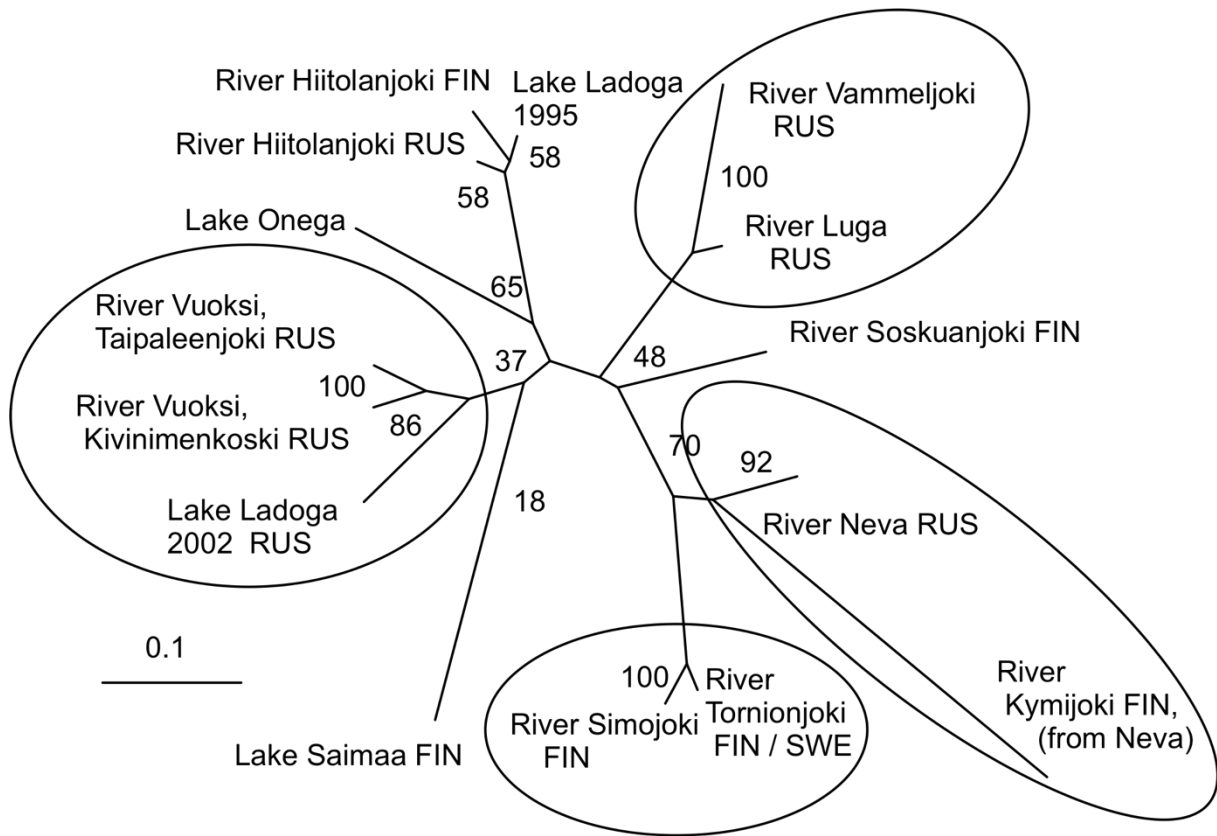 River Hiitolanjoki FIN
Lake Ladoga
1995
River Hiitolanjoki RUS
58
58
River Vammeljoki
RUS
100
Lake Onega
River Luga
RUS
65
River Vuoksi,
Taipaleenjoki RUS
River Soskuanjoki FIN
37
48
100
River Vuoksi,
Kivinimenkoski RUS
86
70
92
18
Lake Ladoga
2002 RUS
River Neva RUS
0.1
100
River
Tornionjoki
FIN / SWE
River Simojoki
FIN
River
Kymijoki FIN,
(from Neva)
Lake Saimaa FIN